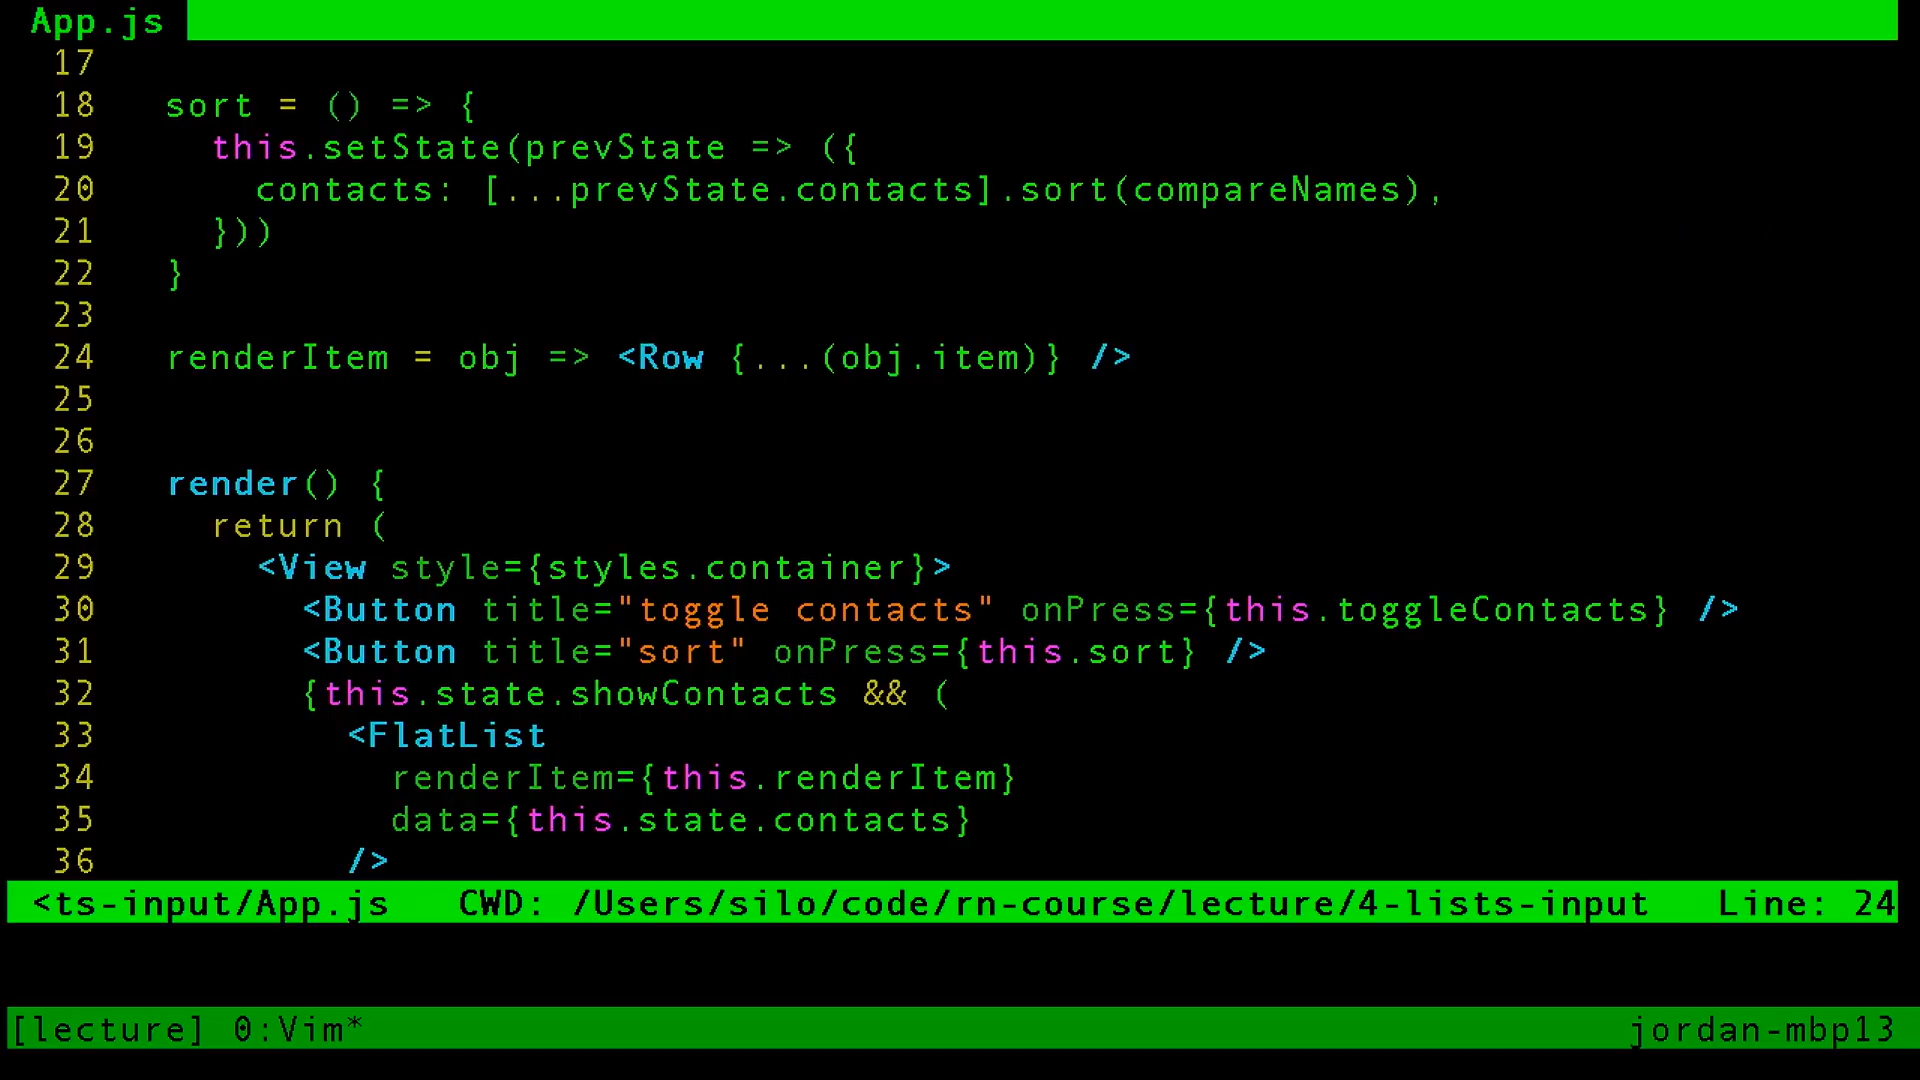 App.js
17
18 sort = () => {
19 this.setState(prevState => ({
20 contacts: [...prevState.contacts].sort(compareNames),
21 }))
22 }
23
24 renderItem = obj => <Row {...(obj.item)} />
25
26
27 render() {
28 return (
29 <View style={styles.container}>
30 <Button title="toggle contacts" onPress={this.toggleContacts} />
31 <Button title="sort" onPress={this.sort} />
32 {this.state.showContacts && (
33 <FlatList
34 renderItem={this.renderItem}
35 data={this.state.contacts}
36 />
<ts-input/App.js CWD: /Users/silo/code/rn-course/lecture/4-lists-input Line: 24
[lecture] 0:Vim* jordan-mbp13